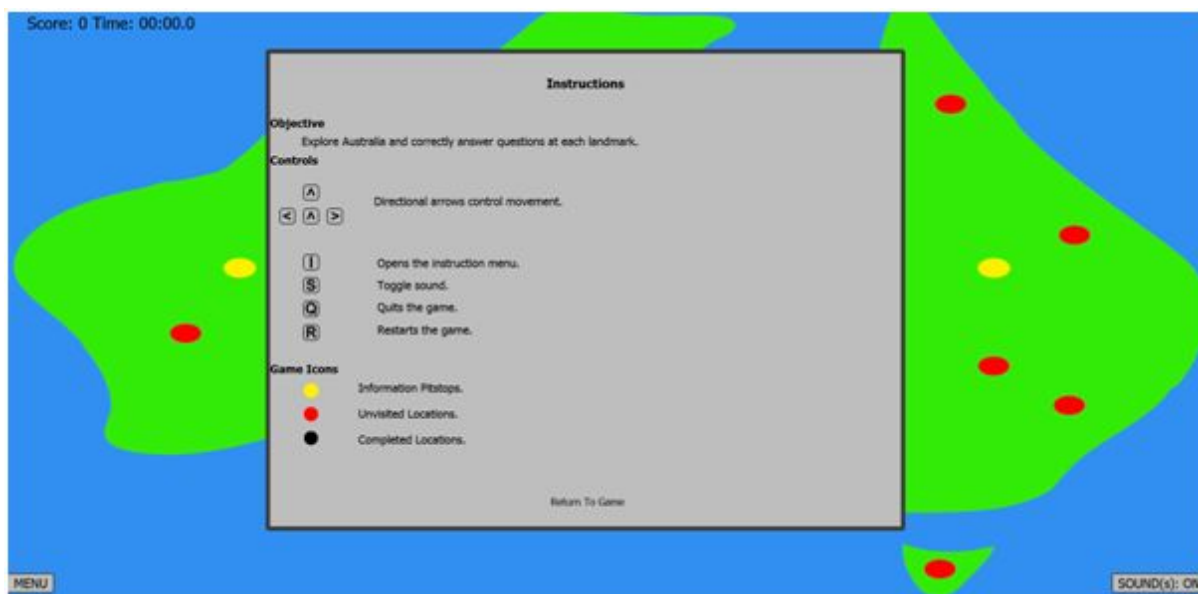 Score: 0 Time: 00:00.0
Instructions
Objective
Explore Australia and correctly answer questions at each landmark.
Controls
^
< ^ >
Directional arrows control movement.
I Opens the instruction menu.
S Toggle sound.
Q Quits the game.
R Restarts the game.
Game Icons
Information Pitstops.
Unvisited Locations.
Completed Locations.
Return To Game
MENU
SOUND(s): ON